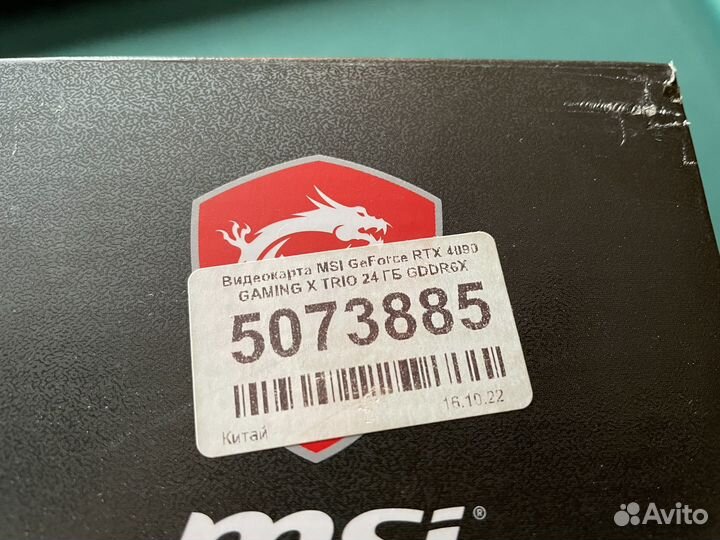 Видеокарта MSI GeForce RTX 4090
GAMING X TRIO 24 ГБ GDDR6X
5073885
16.10.22
Китай
msi®
Avito